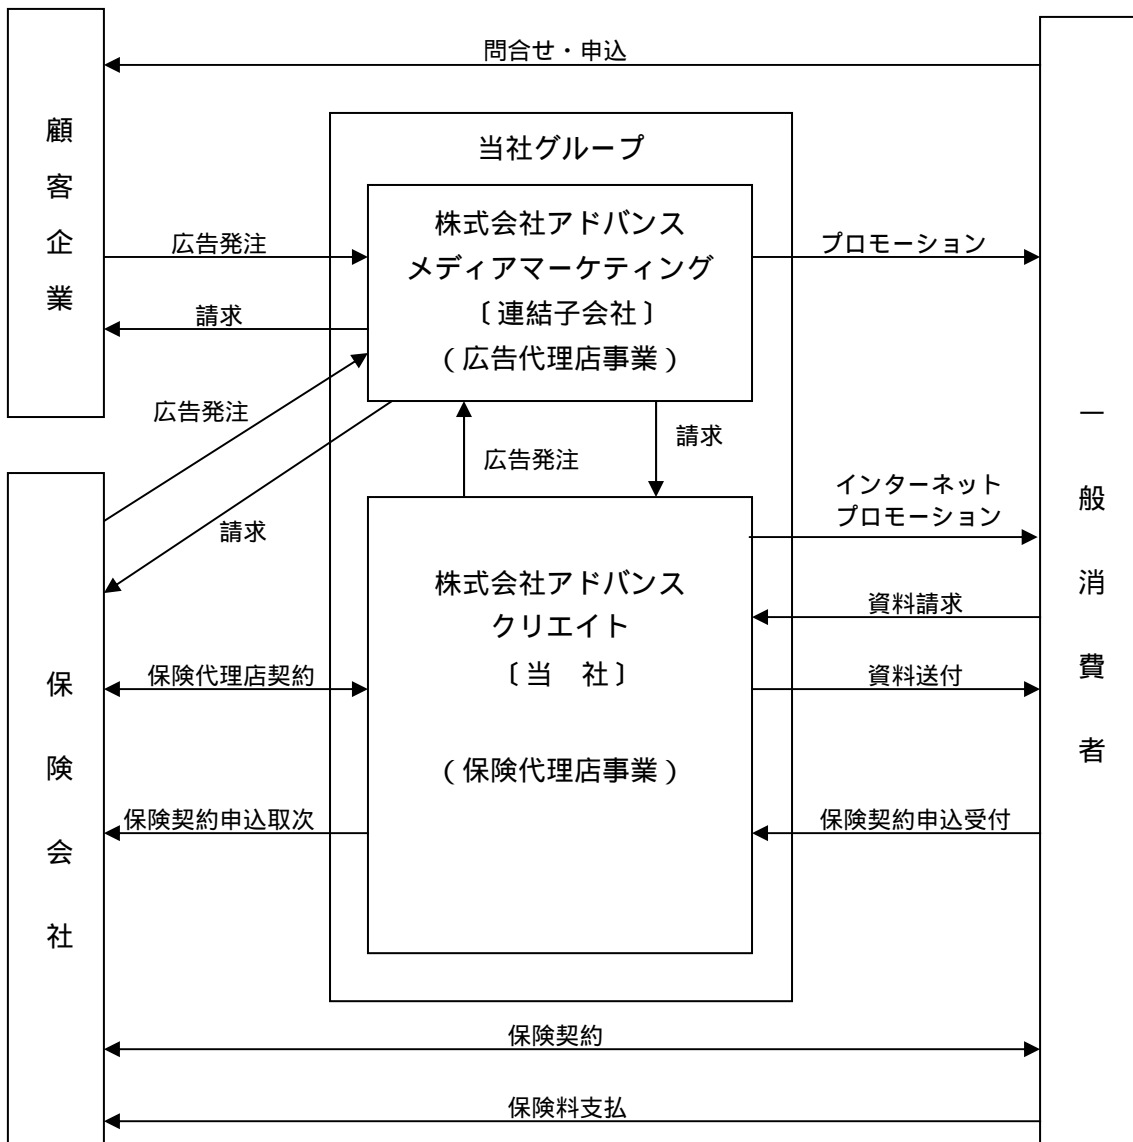 問合せ・申込
顧客企業
当社グループ
株式会社アドバンス
メディアマーケティング
〔連結子会社〕
（広告代理店事業）
広告発注
プロモーション
請求
広告発注
請求
広告発注
請求
インターネット
プロモーション
株式会社アドバンス
クリエイト
〔当　社〕
（保険代理店事業）
資料請求
保険代理店契約
資料送付
保険契約申込取次
保険契約申込受付
保険会社
一般消費者
保険契約
保険料支払